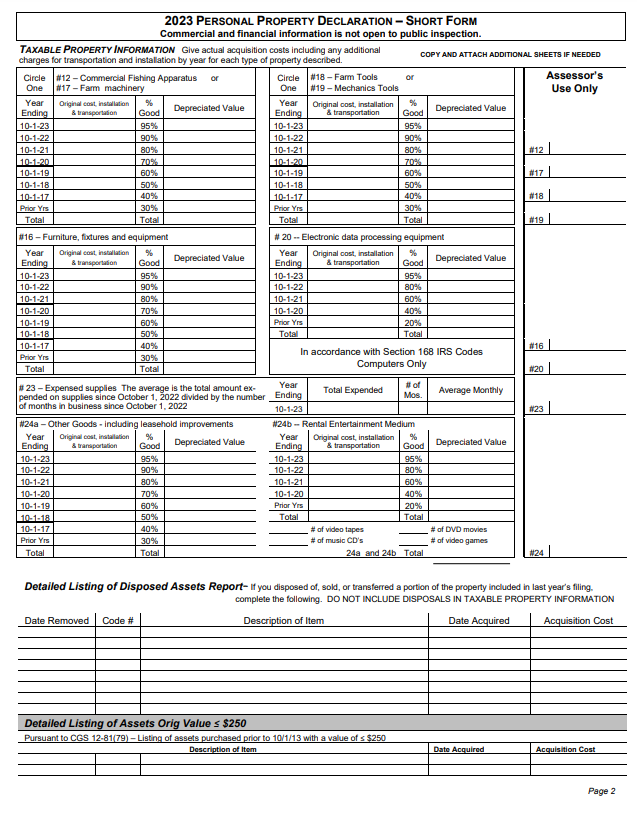 2023 PERSONAL PROPERTY DECLARATION – SHORT FORM
Commercial and financial information is not open to public inspection.
TAXABLE PROPERTY INFORMATION Give actual acquisition costs including any additional
charges for transportation and installation by year for each type of property described.
COPY AND ATTACH ADDITIONAL SHEETS IF NEEDED
Circle One #12 – Commercial Fishing Apparatus or
#17 – Farm machinery
Year Ending Original cost, installation & transportation % Good Depreciated Value
10-1-23 95%
10-1-22 90%
10-1-21 80%
10-1-20 70%
10-1-19 60%
10-1-18 50%
10-1-17 40%
Prior Yrs 30%
Total Total
Circle One #18 – Farm Tools or
#19 – Mechanics Tools
Year Ending Original cost, installation & transportation % Good Depreciated Value
10-1-23 95%
10-1-22 90%
10-1-21 80%
10-1-20 70%
10-1-19 60%
10-1-18 50%
10-1-17 40%
Prior Yrs 30%
Total Total
Assessor's
Use Only
#12
#17
#18
#19
#16 – Furniture, fixtures and equipment
Year Ending Original cost, installation & transportation % Good Depreciated Value
10-1-23 95%
10-1-22 90%
10-1-21 80%
10-1-20 70%
10-1-19 60%
10-1-18 50%
10-1-17 40%
Prior Yrs 30%
Total Total
# 20 -- Electronic data processing equipment
Year Ending Original cost, installation & transportation % Good Depreciated Value
10-1-23 95%
10-1-22 80%
10-1-21 60%
10-1-20 40%
Prior Yrs 20%
Total Total
In accordance with Section 168 IRS Codes
Computers Only
#16
#20
# 23 – Expensed supplies The average is the total amount ex-
pended on supplies since October 1, 2022 divided by the number
of months in business since October 1, 2022
Year Ending Total Expended # of Mos. Average Monthly
10-1-23
#23
#24a – Other Goods - including leasehold improvements
Year Ending Original cost, installation & transportation % Good Depreciated Value
10-1-23 95%
10-1-22 90%
10-1-21 80%
10-1-20 70%
10-1-19 60%
10-1-18 50%
10-1-17 40%
Prior Yrs 30%
Total Total
#24b – Rental Entertainment Medium
Year Ending Original cost, installation & transportation % Good Depreciated Value
10-1-23 95%
10-1-22 80%
10-1-21 60%
10-1-20 40%
Prior Yrs 20%
Total Total
# of video tapes # of DVD movies
# of music CD's # of video games
24a and 24b Total
#24
Detailed Listing of Disposed Assets Report– If you disposed of, sold, or transferred a portion of the property included in last year's filing,
complete the following. DO NOT INCLUDE DISPOSALS IN TAXABLE PROPERTY INFORMATION
Date Removed Code # Description of Item Date Acquired Acquisition Cost
Detailed Listing of Assets Orig Value ≤ $250
Pursuant to CGS 12-81(79) – Listing of assets purchased prior to 10/1/13 with a value of ≤ $250
Description of Item Date Acquired Acquisition Cost
Page 2